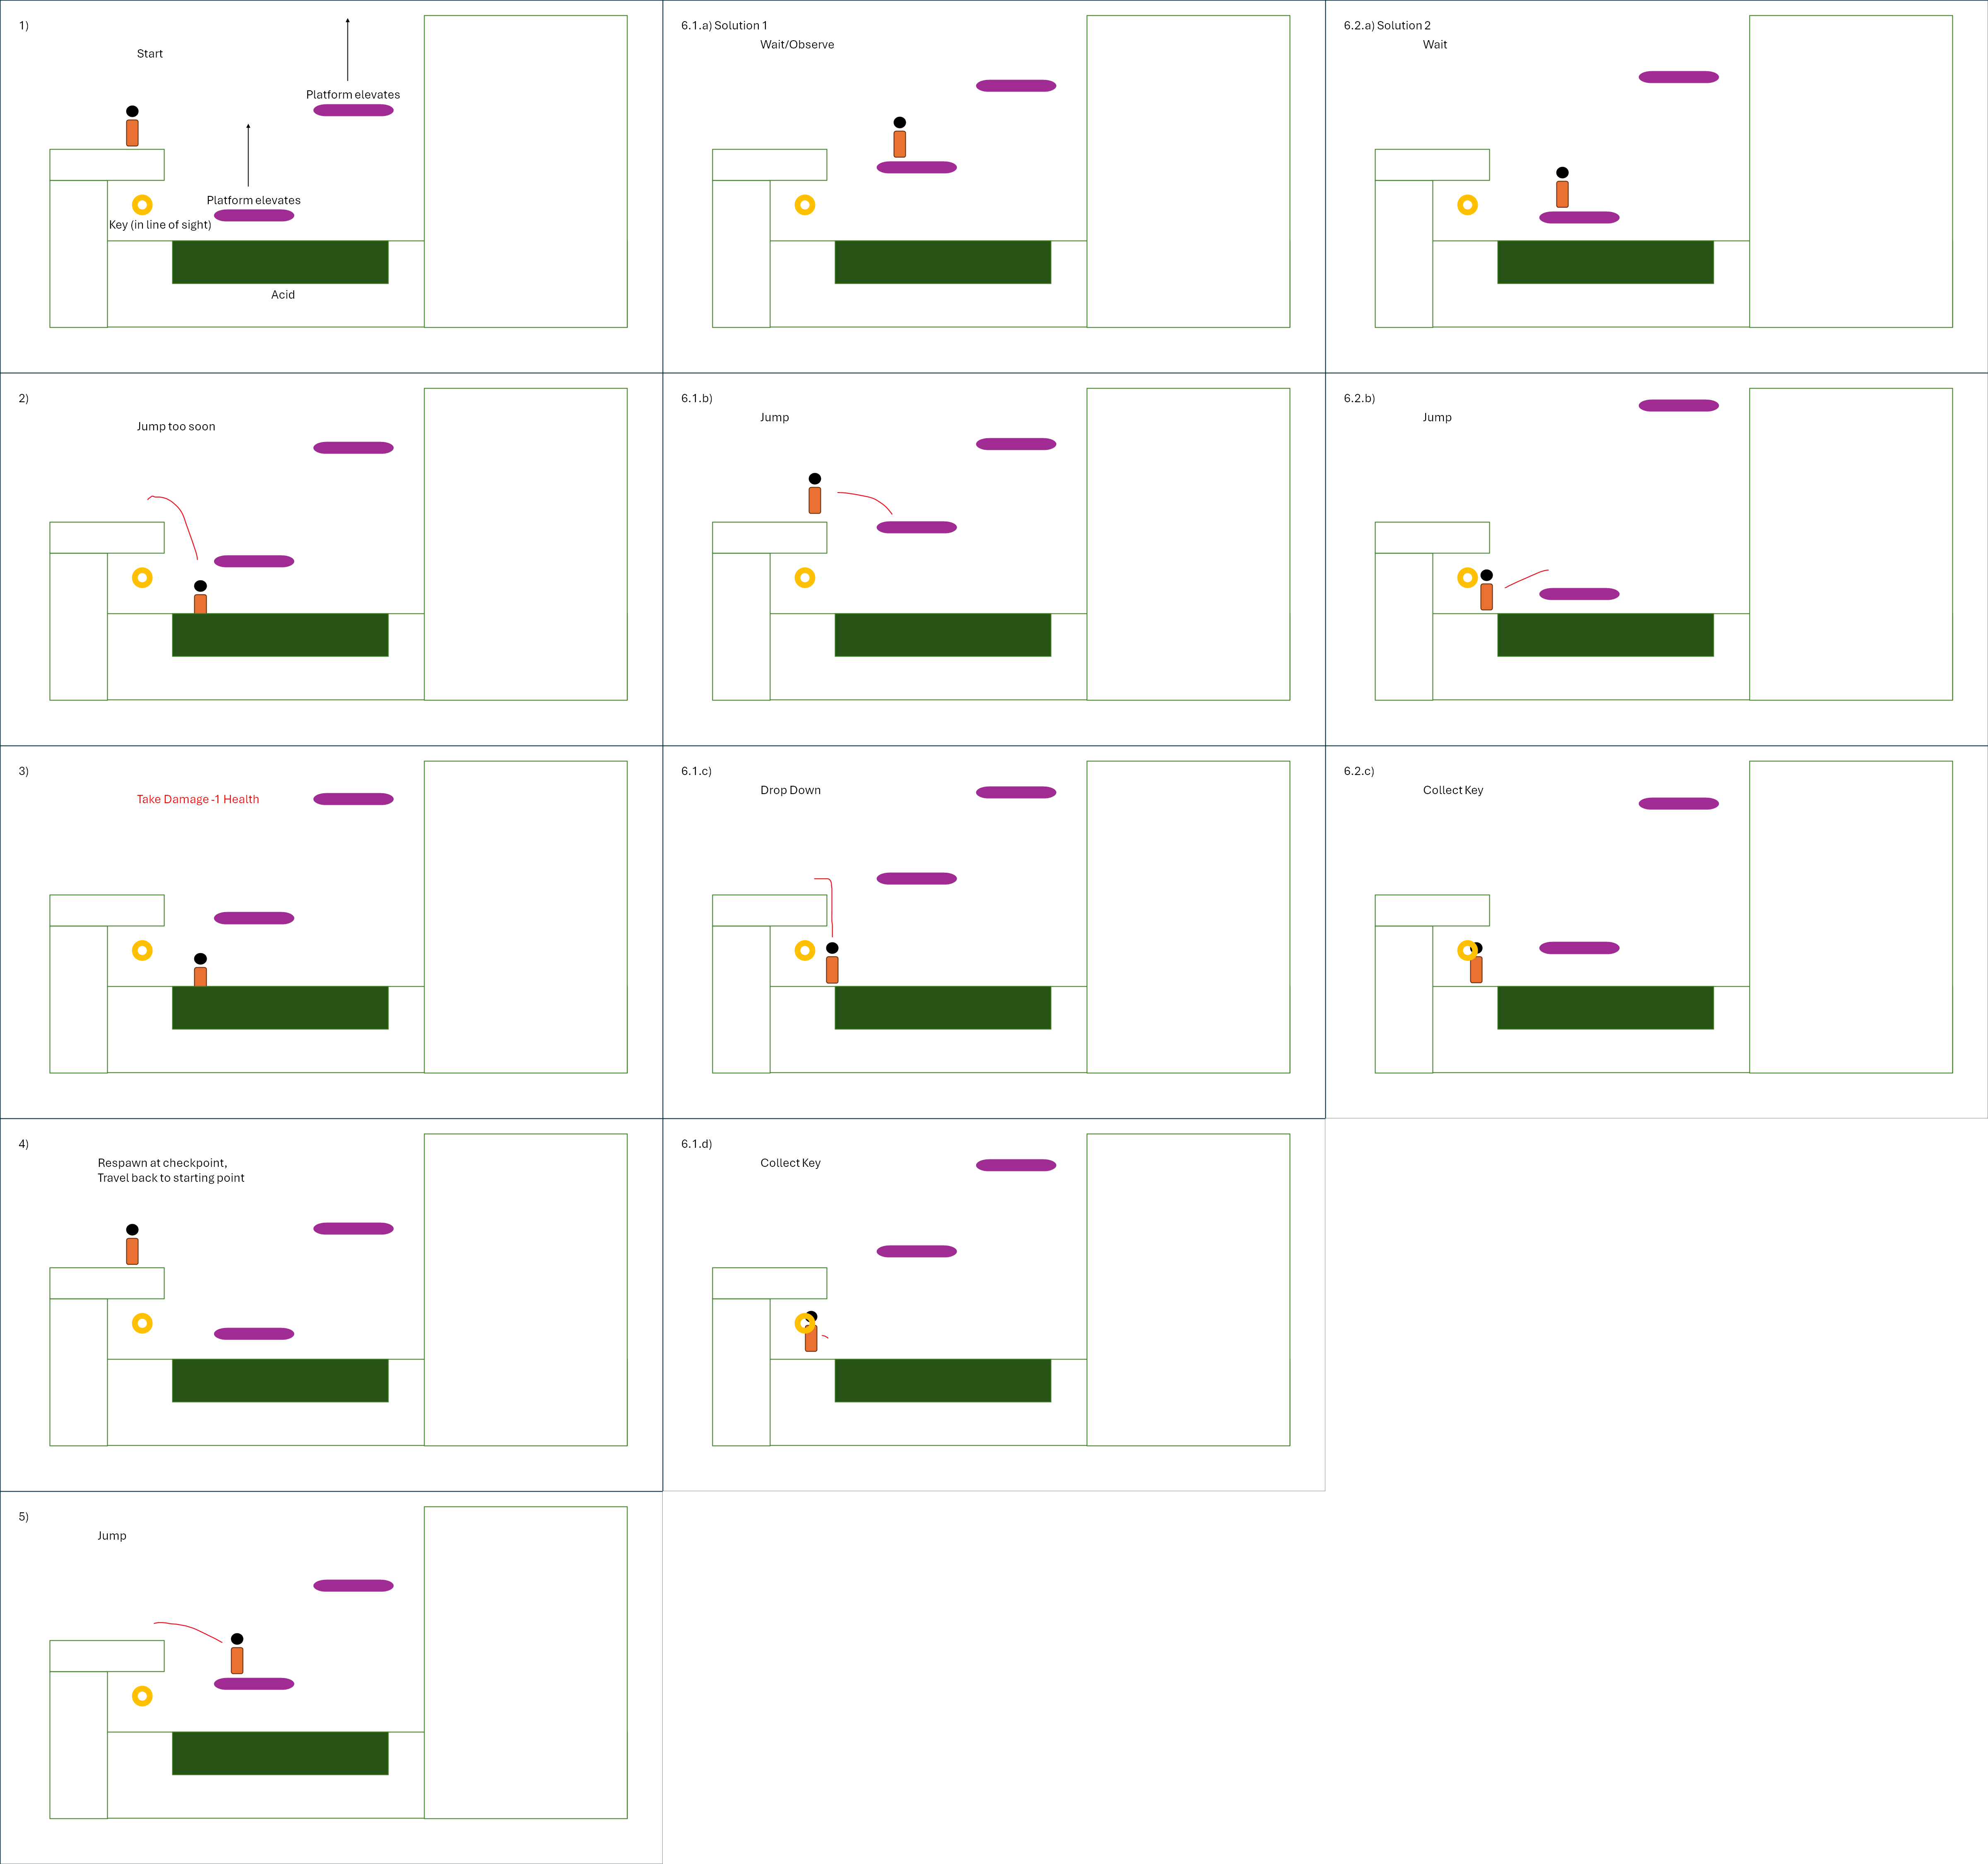 1)
Start
Platform elevates
Platform elevates
Key (in line of sight)
Acid
6.1.a) Solution 1
Wait/Observe
6.2.a) Solution 2
Wait
2)
Jump too soon
6.1.b)
Jump
6.2.b)
Jump
3)
Take Damage -1 Health
6.1.c)
Drop Down
6.2.c)
Collect Key
4)
Respawn at checkpoint,
Travel back to starting point
6.1.d)
Collect Key
5)
Jump